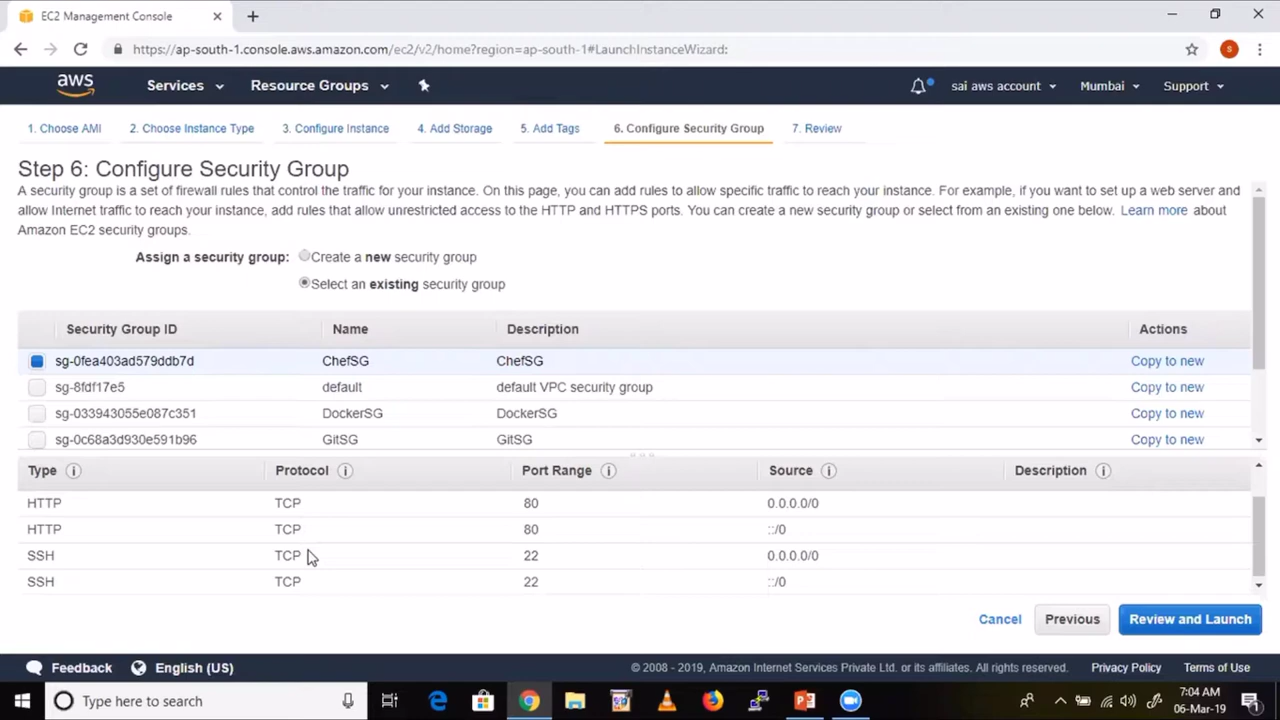 EC2 Management Console
https://ap-south-1.console.aws.amazon.com/ec2/v2/home?region=ap-south-1#LaunchInstanceWizard:
S
aws Services Resource Groups sai aws account Mumbai Support
1. Choose AMI 2. Choose Instance Type 3. Configure Instance 4. Add Storage 5. Add Tags 6. Configure Security Group 7. Review
Step 6: Configure Security Group
A security group is a set of firewall rules that control the traffic for your instance. On this page, you can add rules to allow specific traffic to reach your instance. For example, if you want to set up a web server and
allow Internet traffic to reach your instance, add rules that allow unrestricted access to the HTTP and HTTPS ports. You can create a new security group or select from an existing one below. Learn more about
Amazon EC2 security groups.
Assign a security group: Create a new security group
Select an existing security group
Security Group ID Name Description Actions
sg-0fea403ad579ddb7d ChefSG ChefSG Copy to new
sg-8fdf17e5 default default VPC security group Copy to new
sg-033943055e087c351 DockerSG DockerSG Copy to new
sg-0c68a3d930e591b96 GitSG GitSG Copy to new
Type Protocol Port Range Source Description
HTTP TCP 80 0.0.0.0/0
HTTP TCP 80 ::/0
SSH TCP 22 0.0.0.0/0
SSH TCP 22 ::/0
Cancel Previous Review and Launch
Feedback English (US) © 2008 - 2019, Amazon Internet Services Private Ltd. or its affiliates. All rights reserved. Privacy Policy Terms of Use
Type here to search
7:04 AM
06-Mar-19
1